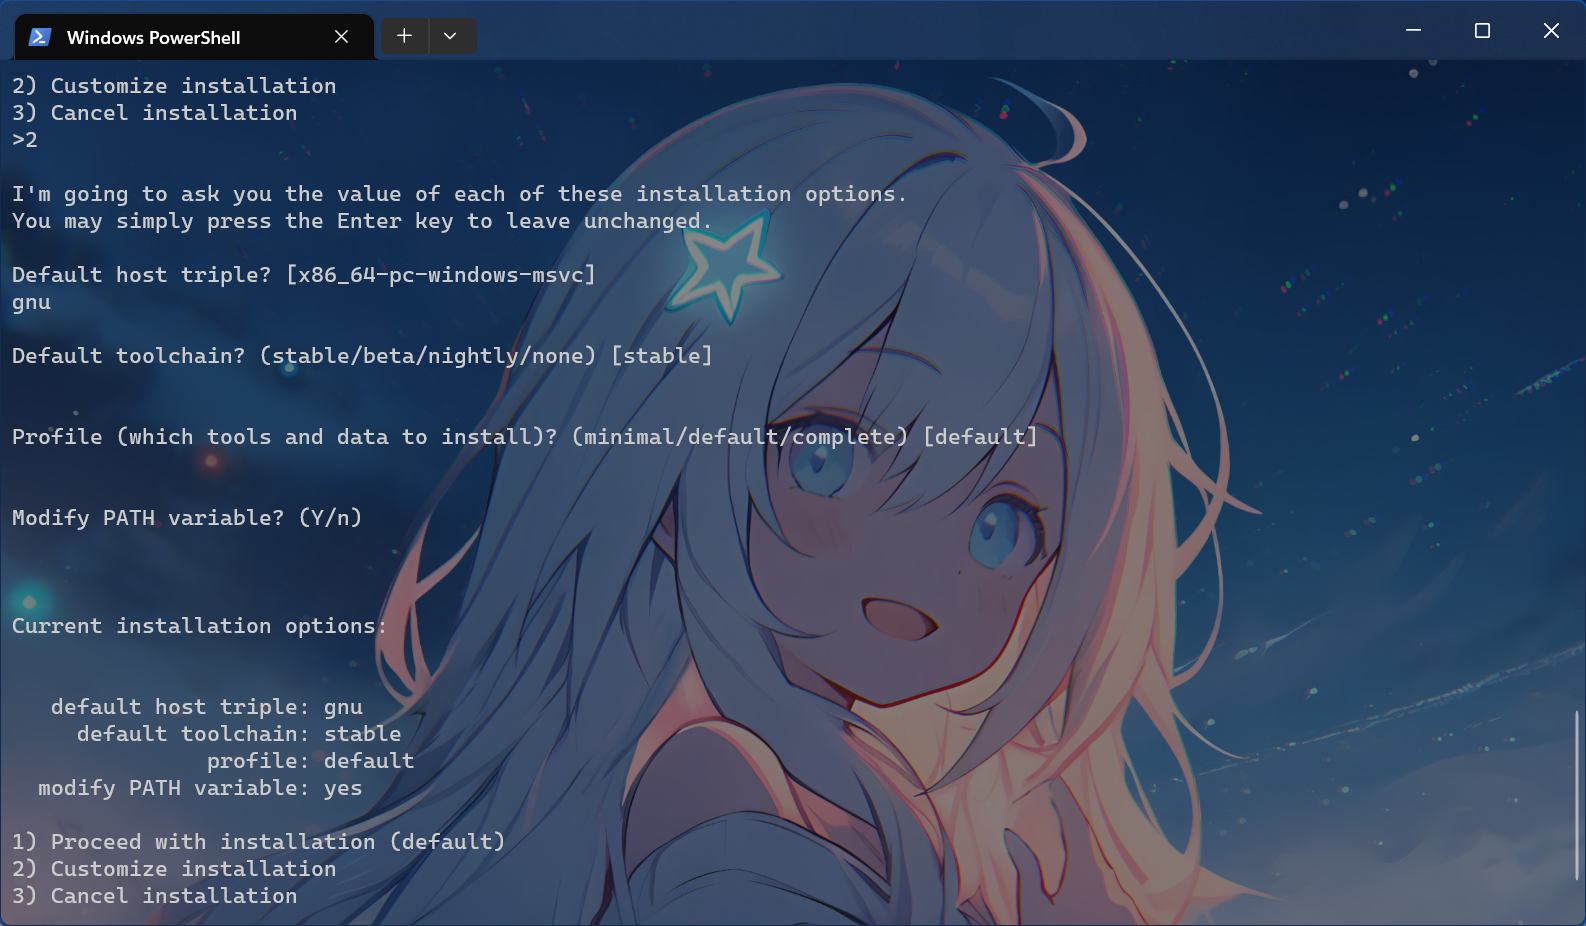 Windows PowerShell
2) Customize installation
3) Cancel installation
>2
I'm going to ask you the value of each of these installation options.
You may simply press the Enter key to leave unchanged.
Default host triple? [x86_64-pc-windows-msvc]
gnu
Default toolchain? (stable/beta/nightly/none) [stable]
Profile (which tools and data to install)? (minimal/default/complete) [default]
Modify PATH variable? (Y/n)
Current installation options:
default host triple: gnu
default toolchain: stable
profile: default
modify PATH variable: yes
1) Proceed with installation (default)
2) Customize installation
3) Cancel installation